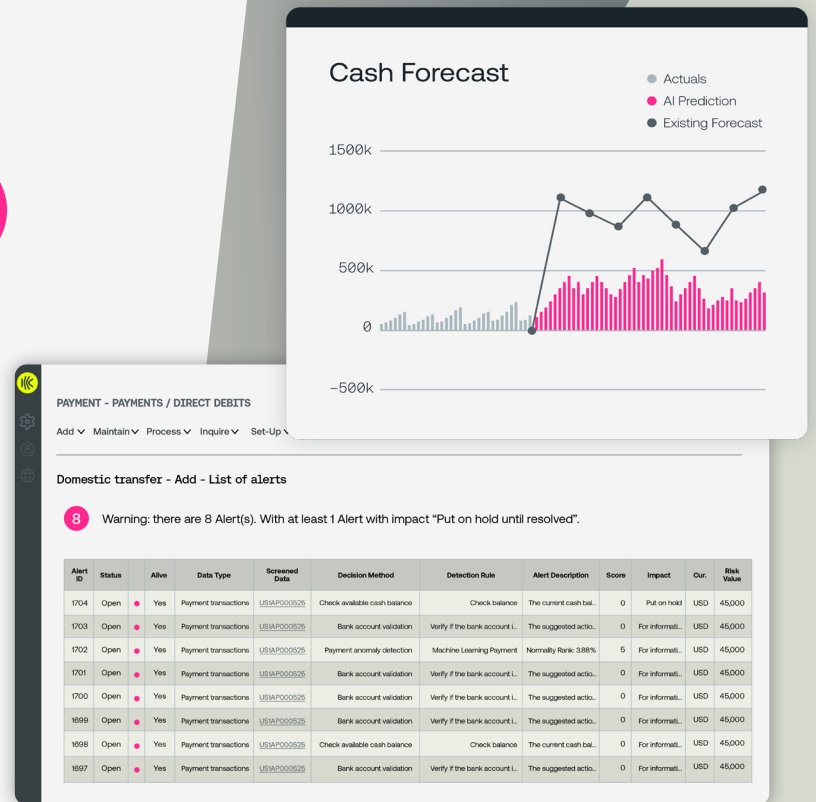 Cash Forecast
Actuals
AI Prediction
Existing Forecast
1500k
1000k
500k
0
-500k
PAYMENT - PAYMENTS / DIRECT DEBITS
Add Maintain Process Inquire Set-Up
Domestic transfer - Add - List of alerts
8 Warning: there are 8 Alert(s). With at least 1 Alert with impact “Put on hold until resolved”.
Alert ID Status Alive Data Type Screened Data Decision Method Detection Rule Alert Description Score Impact Cur. Risk Value
1704 Open Yes Payment transactions US1AP000525 Check available cash balance Check balance The current cash bal... 0 Put on hold USD 45,000
1703 Open Yes Payment transactions US1AP000525 Bank account validation Verify if the bank account i... The suggested actio... 0 For informati... USD 45,000
1702 Open Yes Payment transactions US1AP000525 Payment anomaly detection Machine Learning Payment Normality Rank: 3.88% 5 For informati... USD 45,000
1701 Open Yes Payment transactions US1AP000525 Bank account validation Verify if the bank account i... The suggested actio... 0 For informati... USD 45,000
1700 Open Yes Payment transactions US1AP000525 Bank account validation Verify if the bank account i... The suggested actio... 0 For informati... USD 45,000
1699 Open Yes Payment transactions US1AP000525 Bank account validation Verify if the bank account i... The suggested actio... 0 For informati... USD 45,000
1698 Open Yes Payment transactions US1AP000525 Check available cash balance Check balance The current cash bal... 0 For informati... USD 45,000
1697 Open Yes Payment transactions US1AP000525 Bank account validation Verify if the bank account i... The suggested actio... 0 For informati... USD 45,000